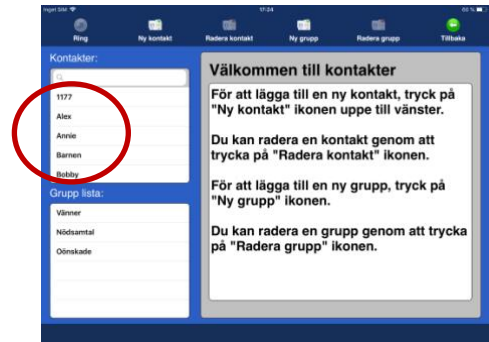 Inget SIM
17:24
Ring
Ny kontakt
Radera kontakt
Ny grupp
Radera grupp
Tillbaka
Kontakter:
1177
Alex
Annie
Barnen
Bobby
Grupp lista:
Vänner
Nödsamtal
Oönskade
Välkommen till kontakter
För att lägga till en ny kontakt, tryck på
"Ny kontakt" ikonen uppe till vänster.
Du kan radera en kontakt genom att
trycka på "Radera kontakt" ikonen.
För att lägga till en ny grupp, tryck på
"Ny grupp" ikonen.
Du kan radera en grupp genom att trycka
på "Radera grupp" ikonen.